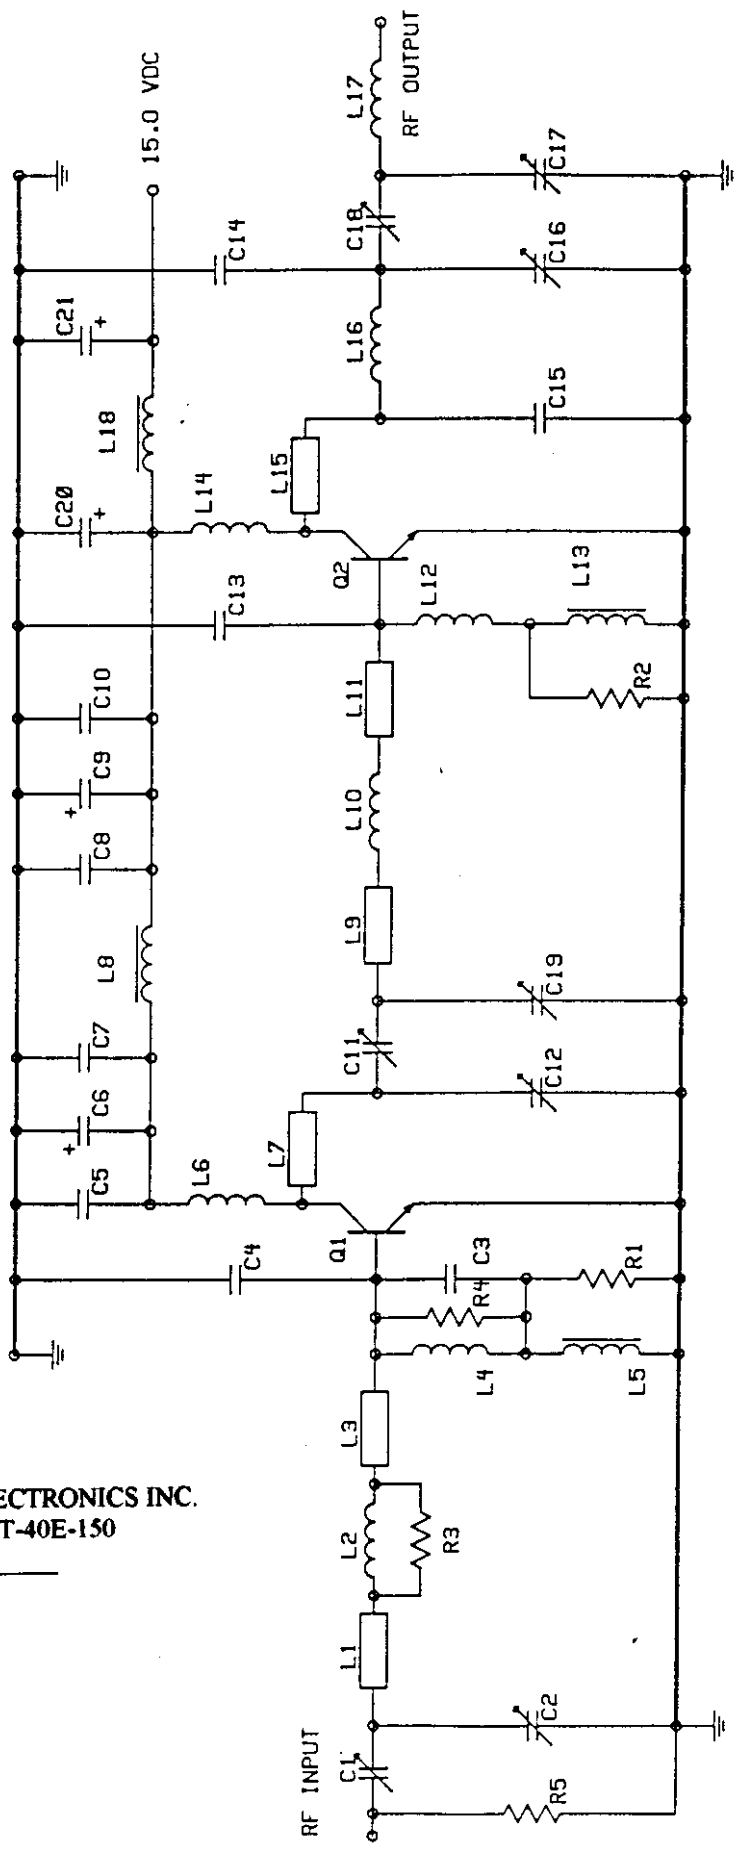 ECTRONICS INC.
T-40E-150
RF INPUT
C1
R5
C2
L1
L2
R3
L3
L4
R4
C3
L5
R1
C4
Q1
L6
L7
C5
C6
+
C7
L8
C8
C9
+
C10
C11
C12
C19
L9
L10
L11
C13
Q2
L12
L13
R2
L14
L15
C20
+
L18
C21
+
15.0 VDC
C14
L16
C15
C18
C16
C17
L17
RF OUTPUT